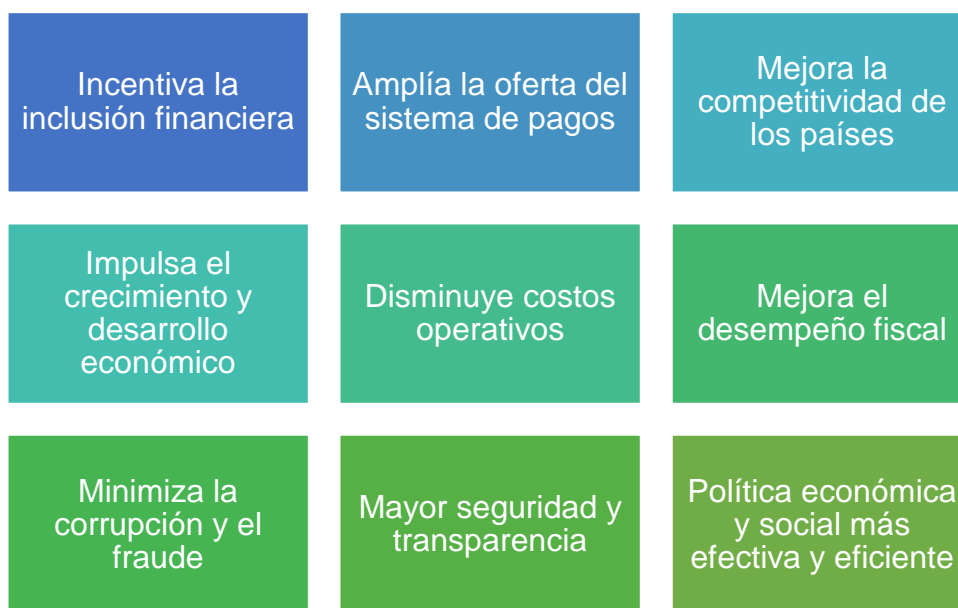 Incentiva la
inclusión financiera
Amplía la oferta del
sistema de pagos
Mejora la
competitividad de
los países
Impulsa el
crecimiento y
desarrollo
económico
Disminuye costos
operativos
Mejora el
desempeño fiscal
Minimiza la
corrupción y el
fraude
Mayor seguridad y
transparencia
Política económica
y social más
efectiva y eficiente